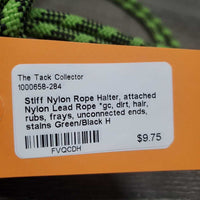 The Tack Collector
1000658-284
Stiff Nylon Rope Halter, attached
Nylon Lead Rope *gc, dirt, hair,
rubs, frays, unconnected ends,
stains Green/Black H
$9.75
FVQCDH